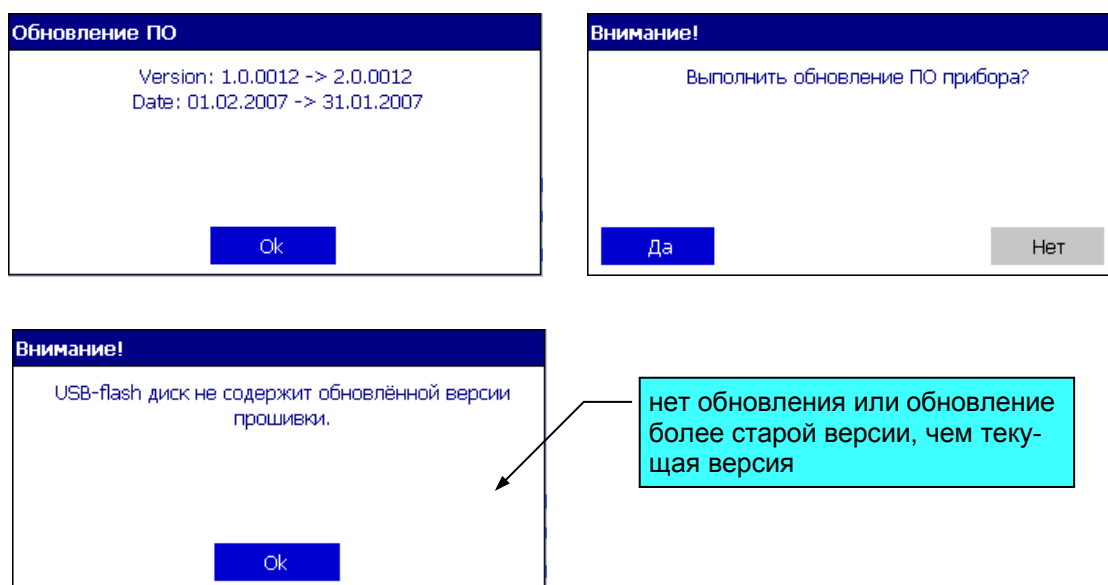 Обновление ПО
Version: 1.0.0012 -> 2.0.0012
Date: 01.02.2007 -> 31.01.2007
Ok
Внимание!
Выполнить обновление ПО прибора?
Да
Нет
Внимание!
USB-flash диск не содержит обновлённой версии
прошивки.
Ok
нет обновления или обновление
более старой версии, чем теку-
щая версия